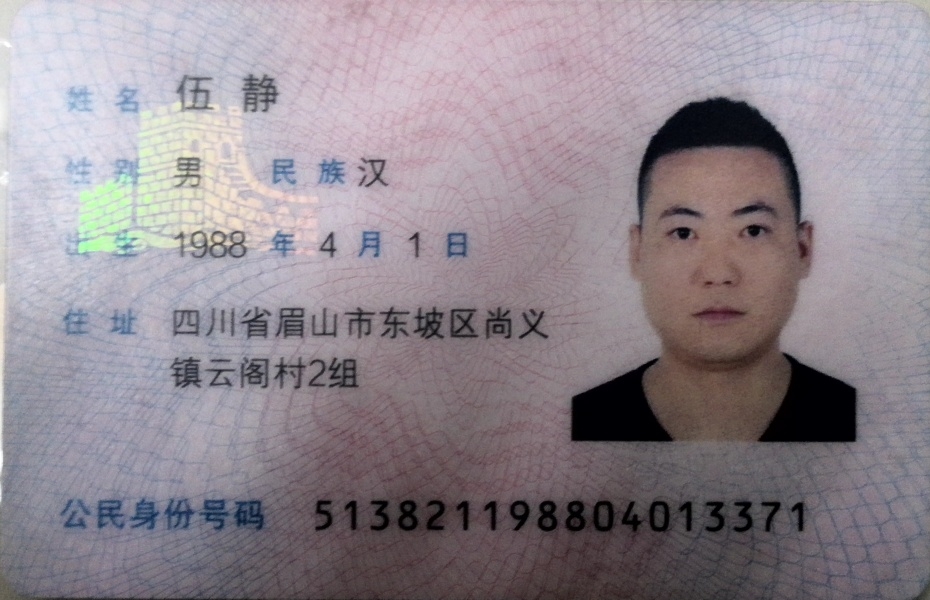 姓名 伍静
性别 男 民族 汉
出生 1988 年 4 月 1 日
住址 四川省眉山市东坡区尚义
镇云阁村2组
公民身份号码 513821198804013371